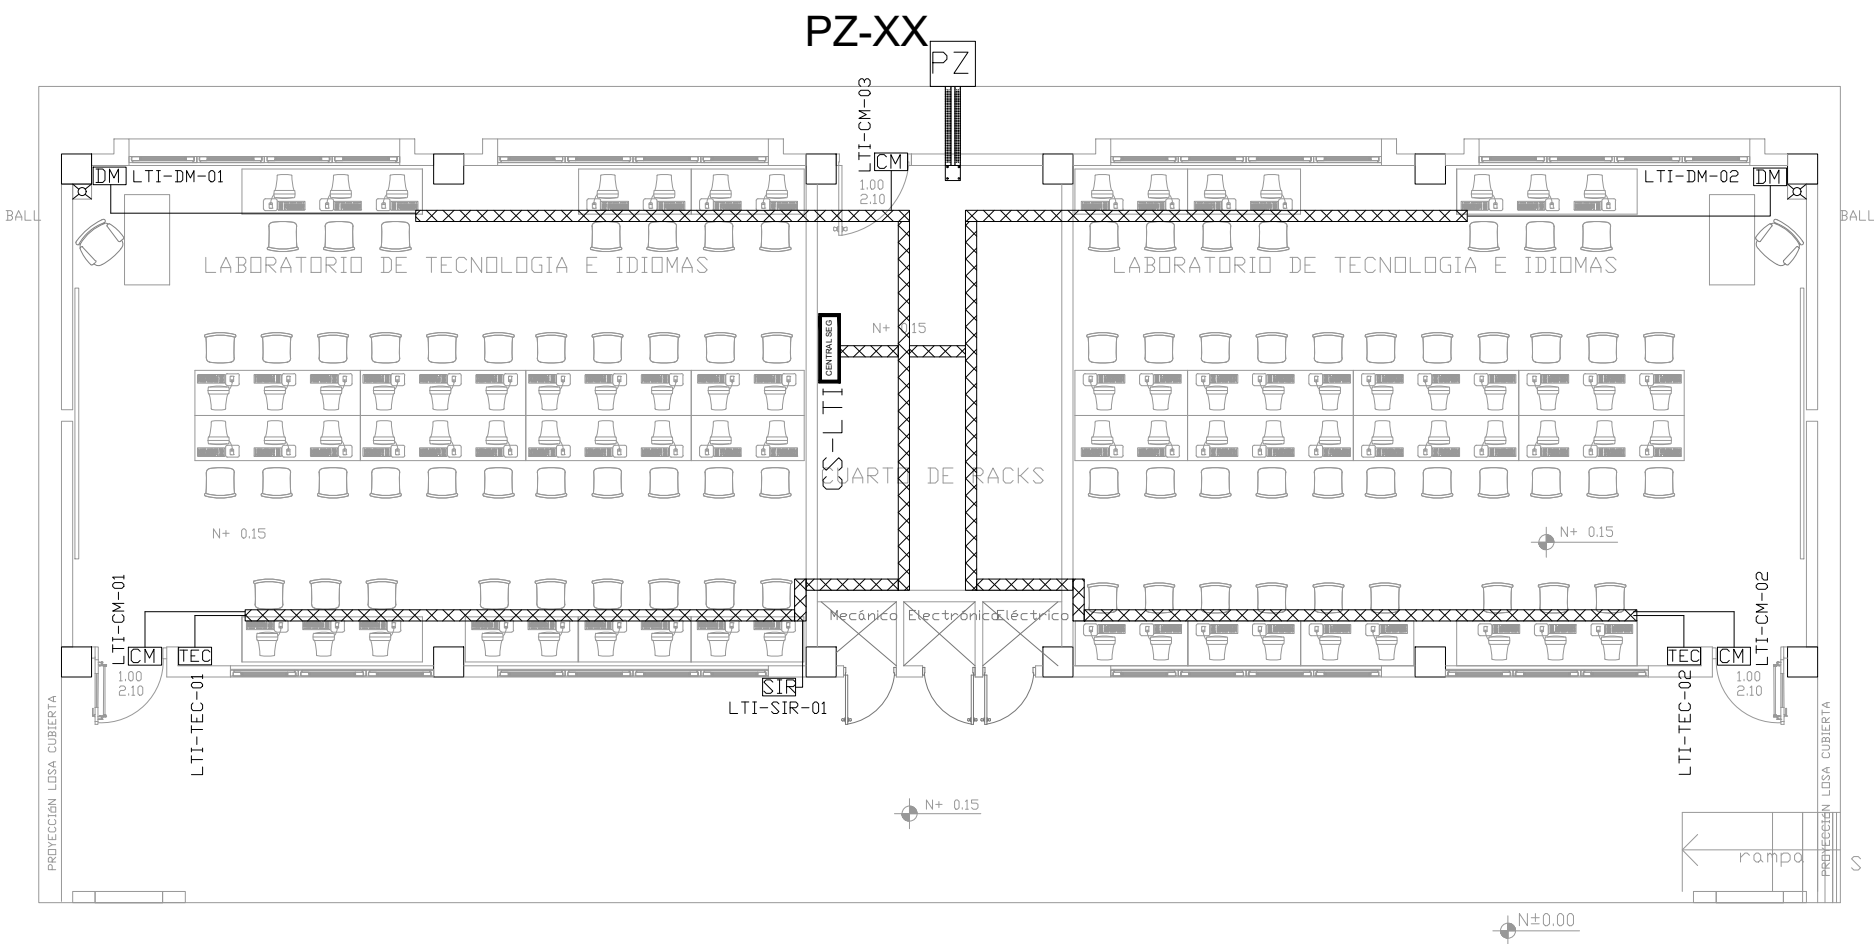 PZ-XX
PZ
LTI-CM-03
CM
1.00
2.10
DM
LTI-DM-01
LTI-DM-02
DM
BALL
BALL
LABORATORIO DE TECNOLOGIA E IDIOMAS
LABORATORIO DE TECNOLOGIA E IDIOMAS
CENTRAL SEG
N+ 0.15
CS-LTI
CUARTO DE RACKS
N+ 0.15
N+ 0.15
LTI-CM-01
LTI-CM-02
Mecánico
Electronico
Eléctrico
CM
TEC
TEC
CM
1.00
2.10
1.00
2.10
SIR
LTI-SIR-01
LTI-TEC-01
LTI-TEC-02
PROYECCIÓN LOSA CUBIERTA
PROYECCIÓN LOSA CUBIERTA
N+ 0.15
rampa
S
N±0.00